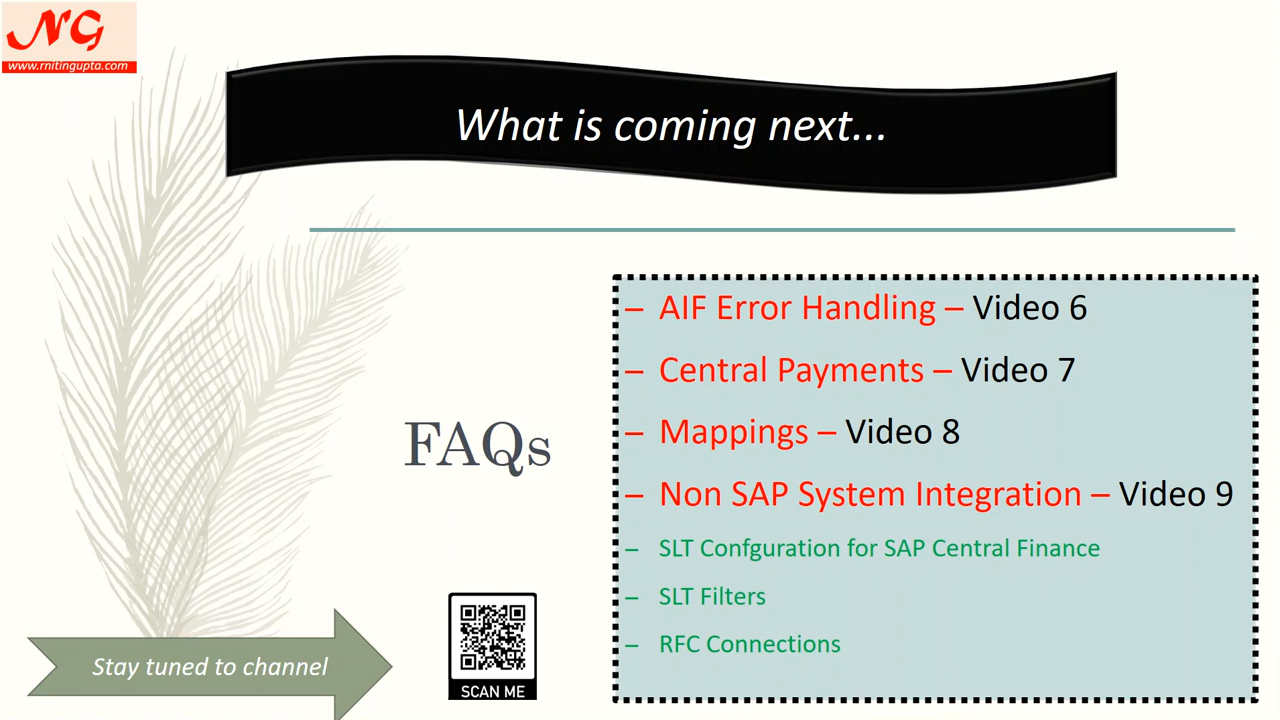 NG
www.rnitingupta.com
What is coming next...
FAQs
– AIF Error Handling – Video 6
– Central Payments – Video 7
– Mappings – Video 8
– Non SAP System Integration – Video 9
– SLT Confguration for SAP Central Finance
– SLT Filters
– RFC Connections
Stay tuned to channel
SCAN ME